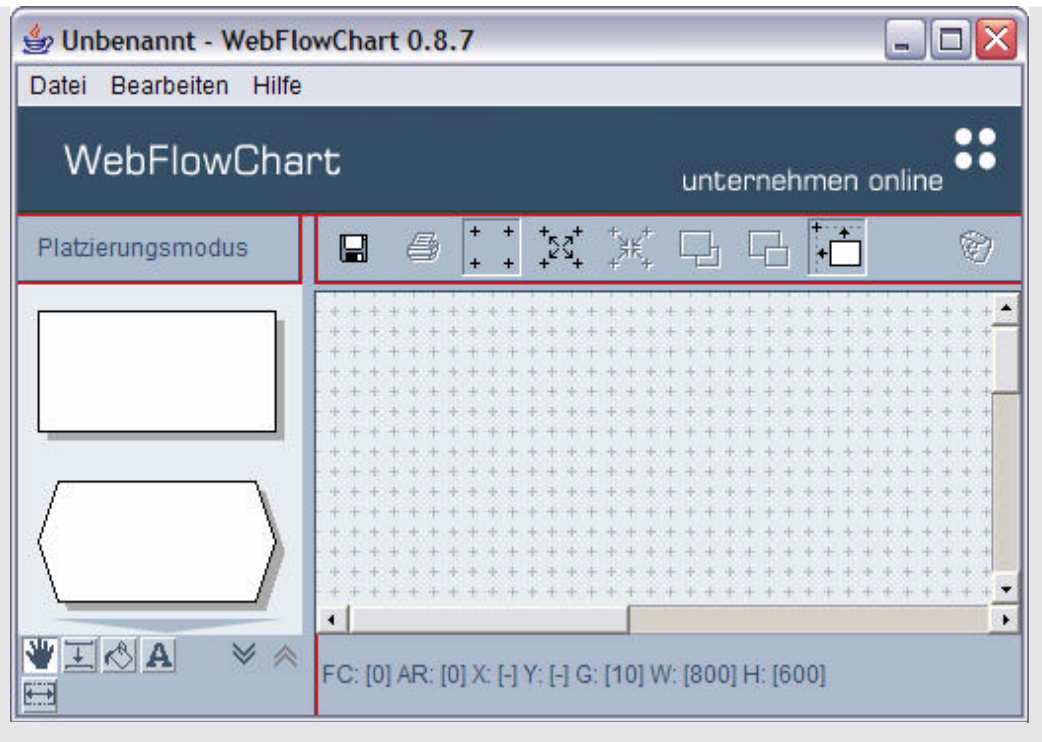 Unbenannt - WebFlowChart 0.8.7
Datei Bearbeiten Hilfe
WebFlowChart
unternehmen online
Platzierungsmodus
A
FC: [0] AR: [0] X: [-] Y: [-] G: [10] W: [800] H: [600]